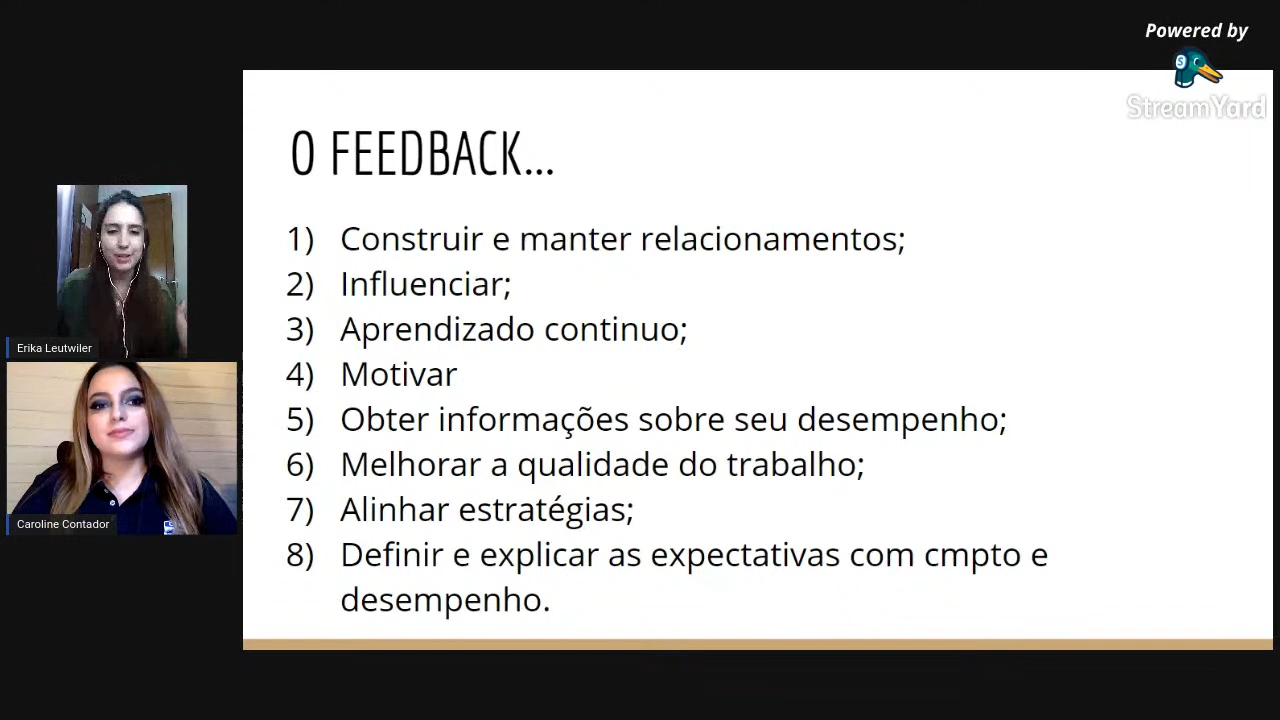 Powered by
StreamYard
O FEEDBACK...
1) Construir e manter relacionamentos;
2) Influenciar;
3) Aprendizado continuo;
4) Motivar
5) Obter informações sobre seu desempenho;
6) Melhorar a qualidade do trabalho;
7) Alinhar estratégias;
8) Definir e explicar as expectativas com cmpto e
desempenho.
Erika Leutwiler
Caroline Contador